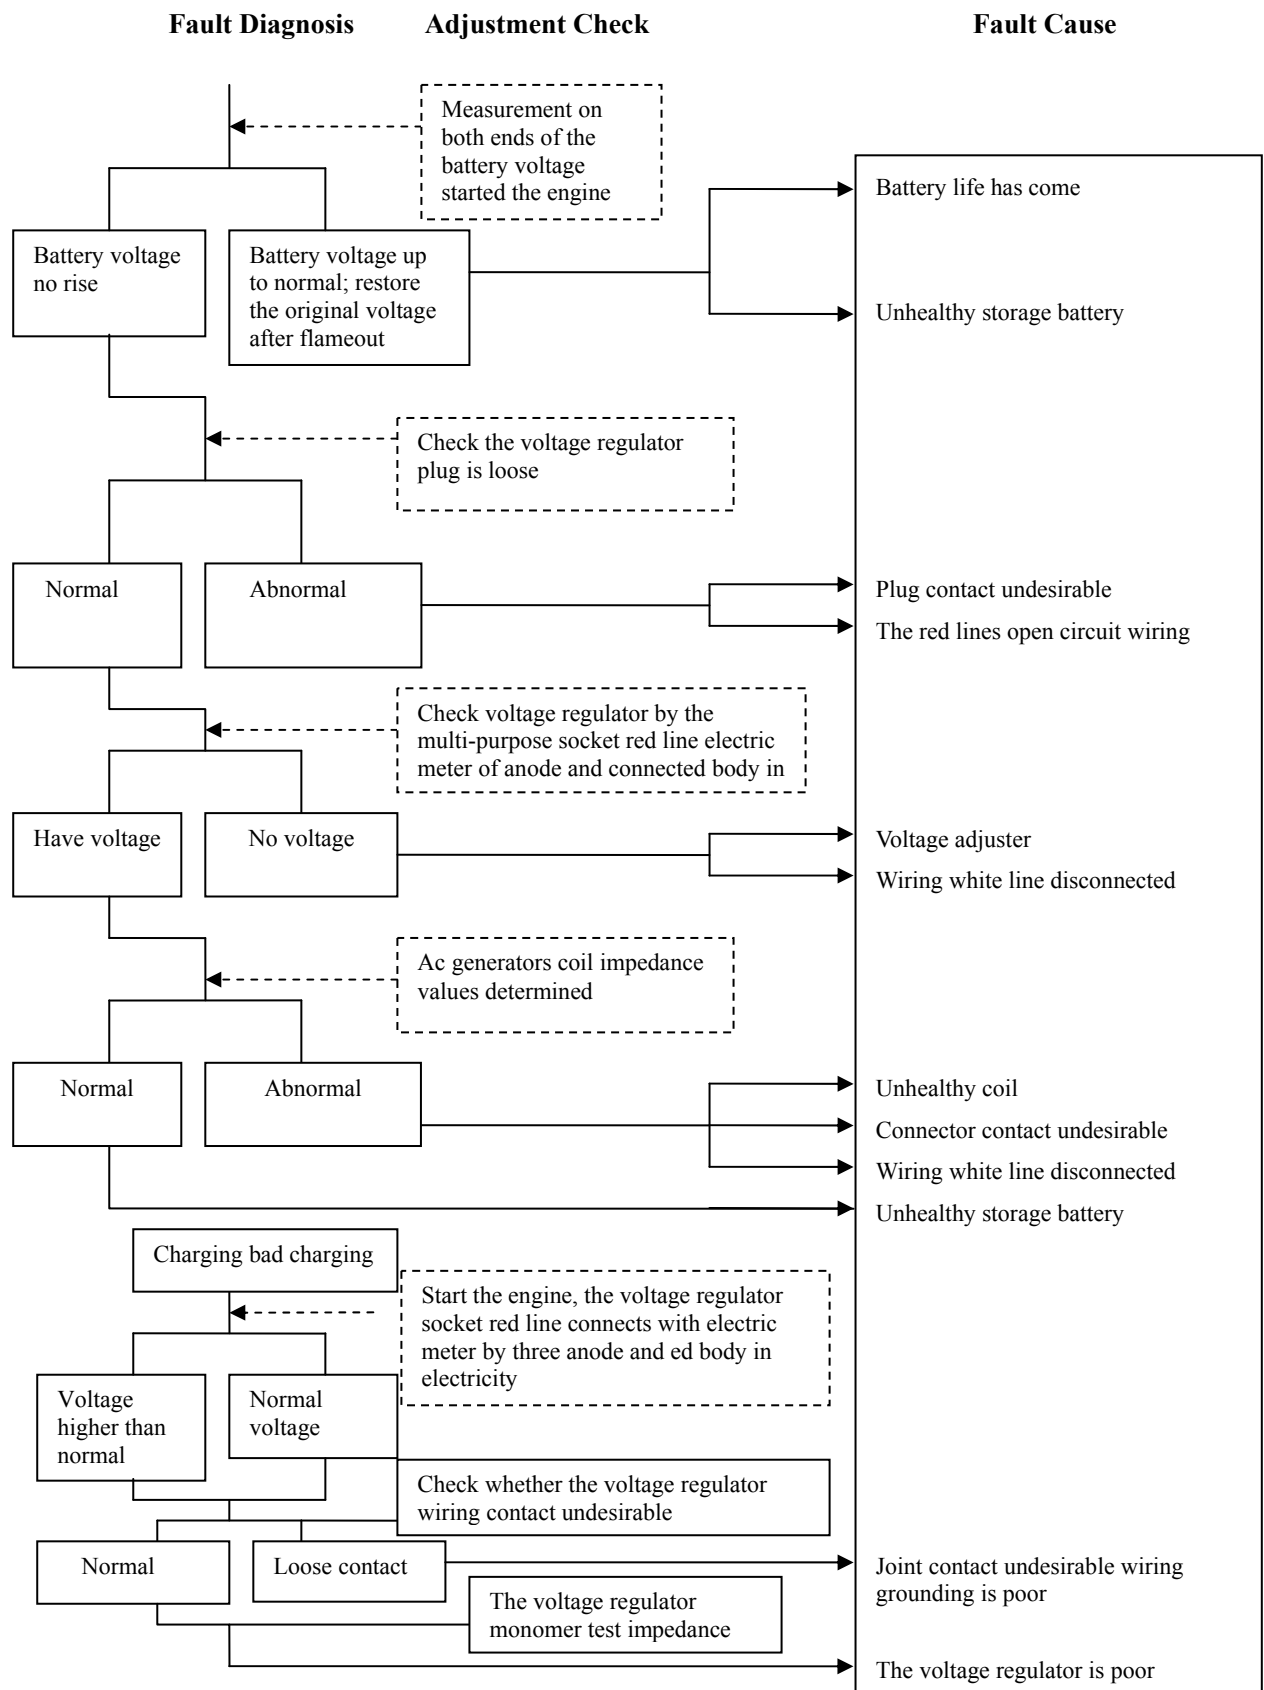 Fault Diagnosis
Adjustment Check
Fault Cause
Measurement on
both ends of the
battery voltage
started the engine
Battery life has come
Battery voltage
no rise
Battery voltage up
to normal; restore
the original voltage
after flameout
Unhealthy storage battery
Check the voltage regulator
plug is loose
Normal
Abnormal
Plug contact undesirable
The red lines open circuit wiring
Check voltage regulator by the
multi-purpose socket red line electric
meter of anode and connected body in
Have voltage
No voltage
Voltage adjuster
Wiring white line disconnected
Ac generators coil impedance
values determined
Normal
Abnormal
Unhealthy coil
Connector contact undesirable
Wiring white line disconnected
Unhealthy storage battery
Charging bad charging
Start the engine, the voltage regulator
socket red line connects with electric
meter by three anode and ed body in
electricity
Voltage
higher than
normal
Normal
voltage
Check whether the voltage regulator
wiring contact undesirable
Normal
Loose contact
Joint contact undesirable wiring
grounding is poor
The voltage regulator
monomer test impedance
The voltage regulator is poor